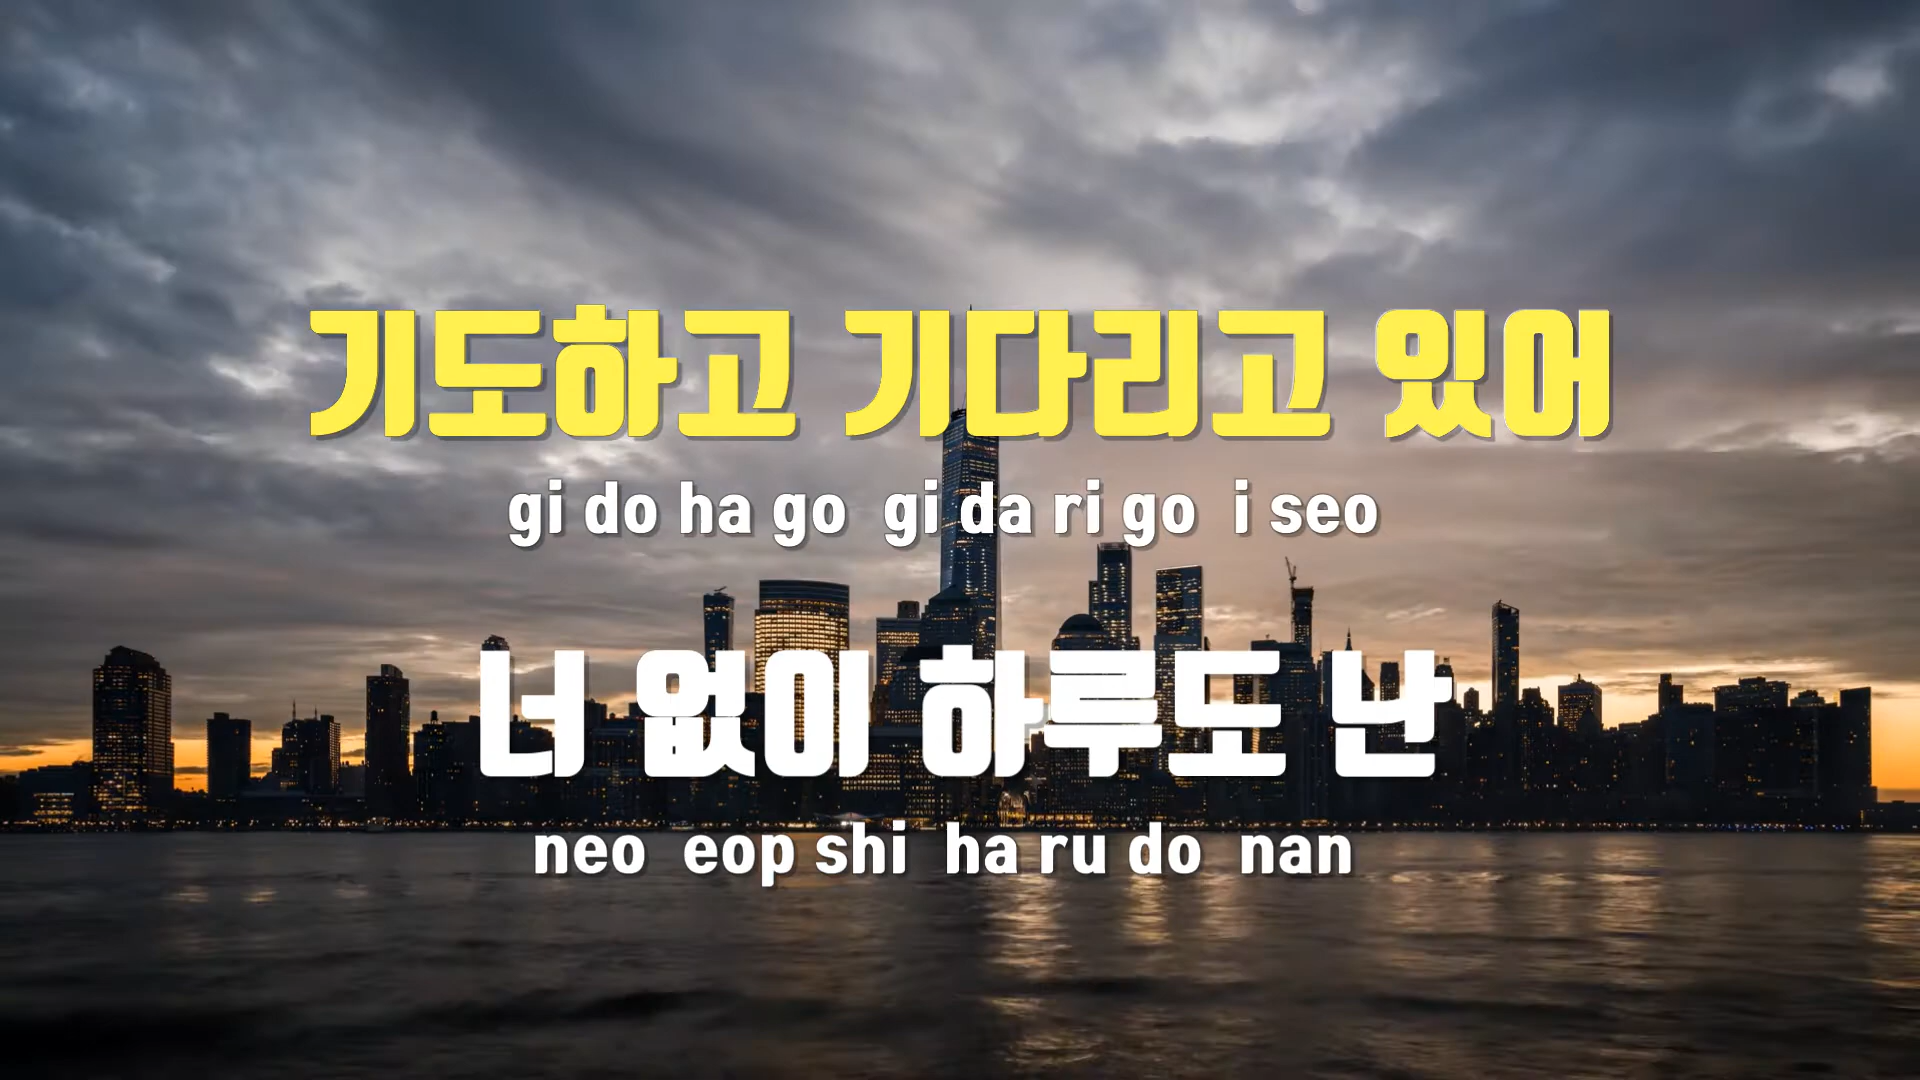 기도하고 기다리고 있어
gi do ha go gi da ri go i seo
너 없이 하루도 난
neo eop shi ha ru do nan